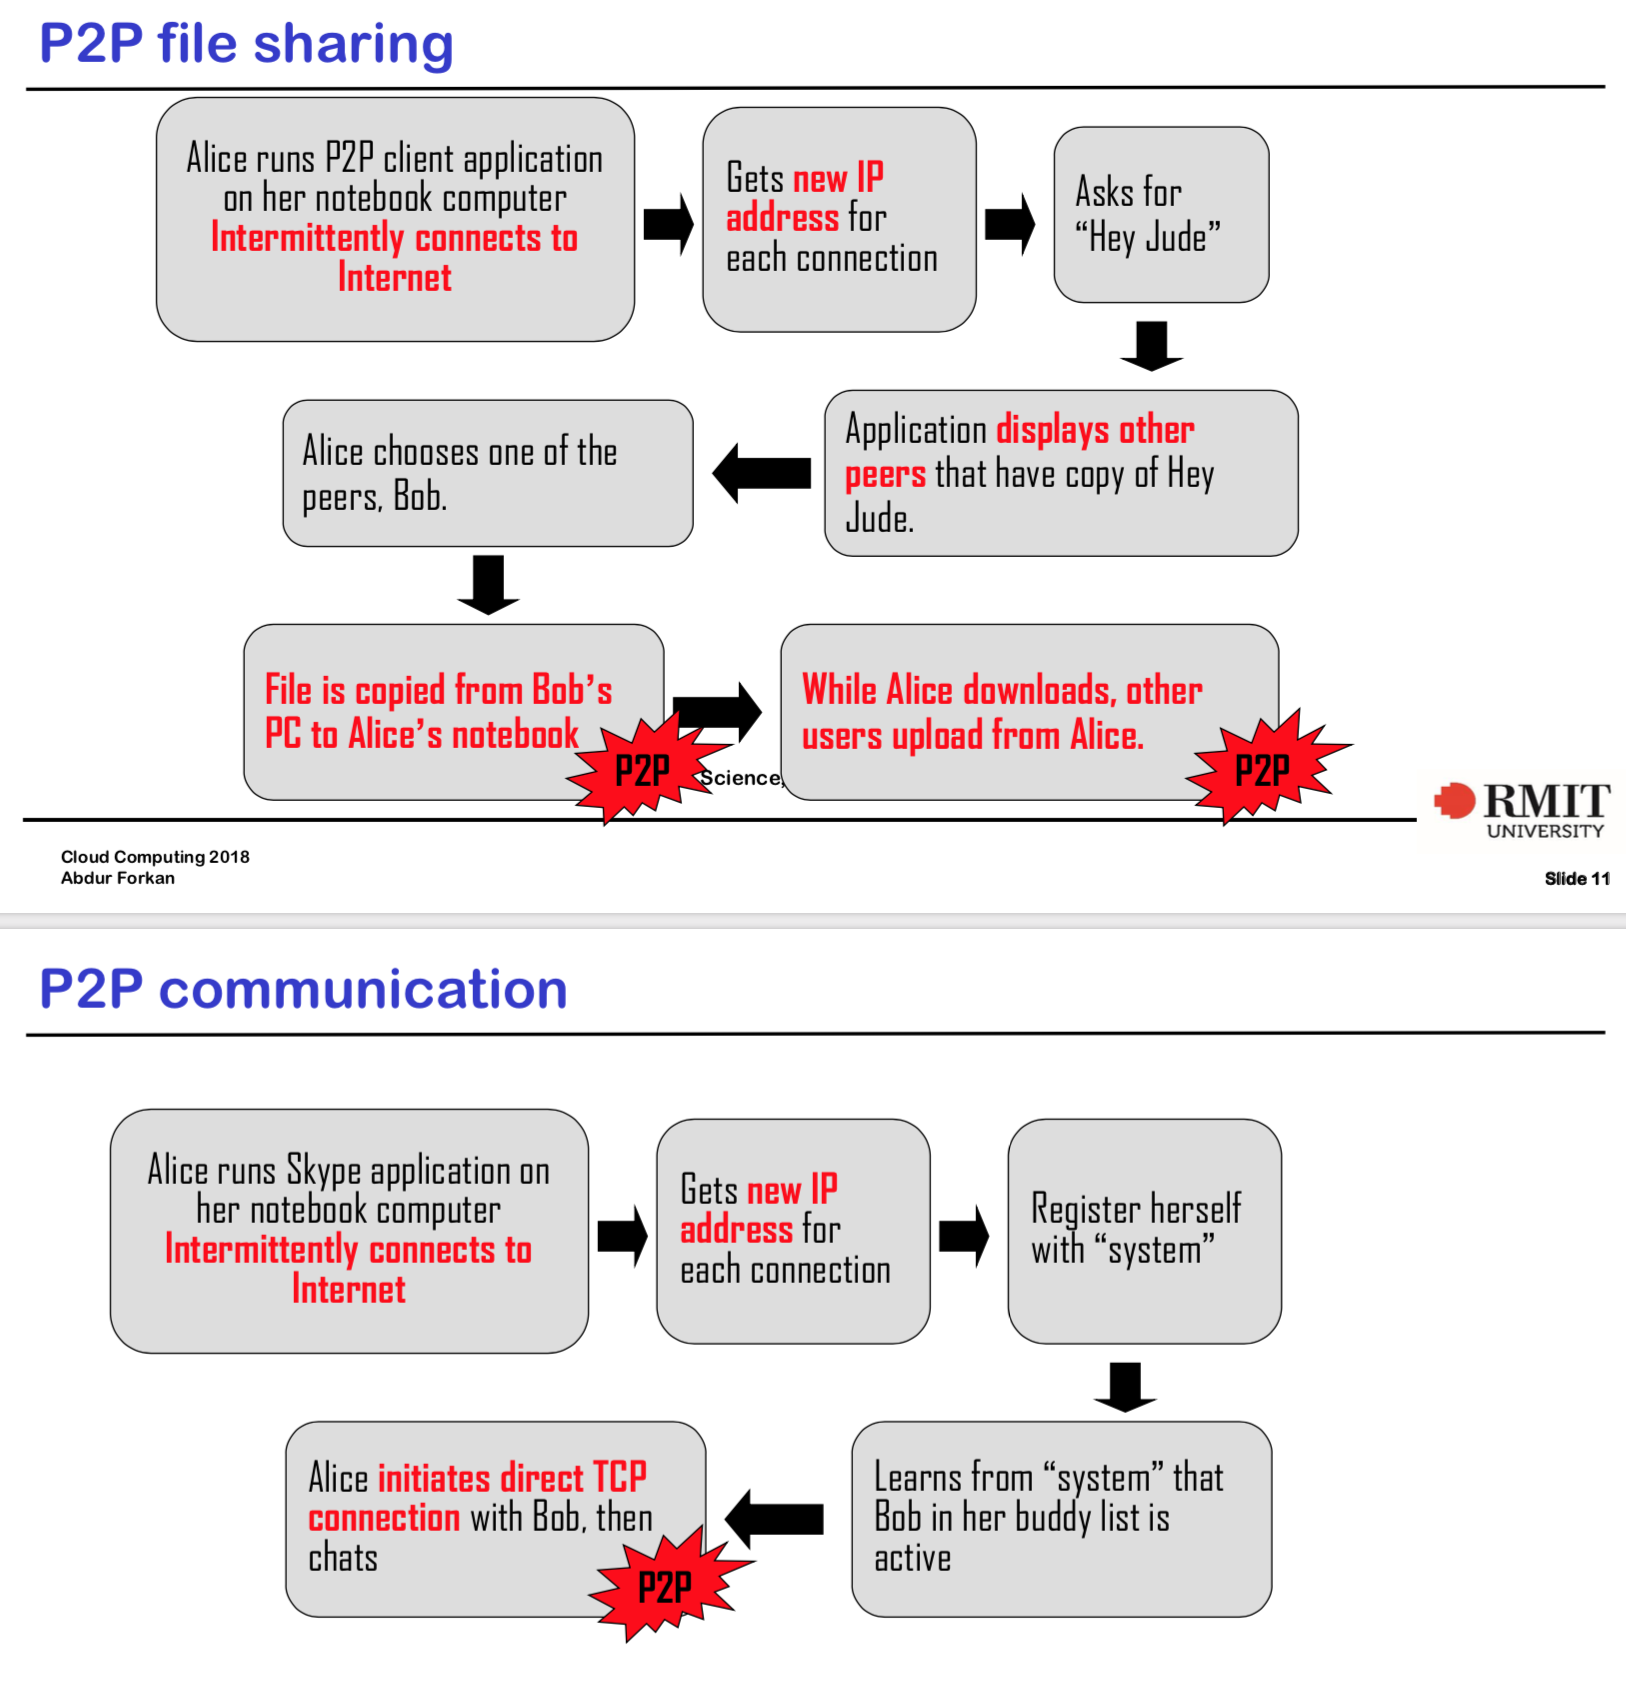 P2P file sharing
Alice runs P2P client application
on her notebook computer
Intermittently connects to
Internet
Gets new IP
address for
each connection
Asks for
“Hey Jude”
Application displays other
peers that have copy of Hey
Jude.
Alice chooses one of the
peers, Bob.
File is copied from Bob’s
PC to Alice’s notebook
P2P
While Alice downloads, other
users upload from Alice.
P2P
Science,
RMIT
UNIVERSITY
Cloud Computing 2018
Abdur Forkan
Slide 11
P2P communication
Alice runs Skype application on
her notebook computer
Intermittently connects to
Internet
Gets new IP
address for
each connection
Register herself
with “system”
Learns from “system” that
Bob in her buddy list is
active
Alice initiates direct TCP
connection with Bob, then
chats
P2P